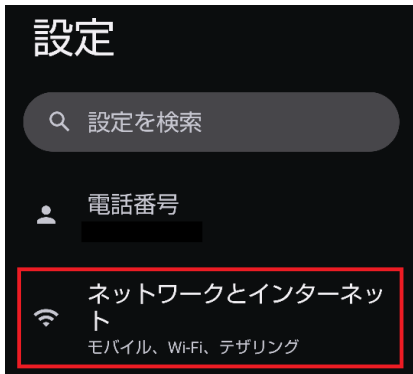 設定
設定を検索
電話番号
ネットワークとインターネッ
ト
モバイル、Wi-Fi、テザリング